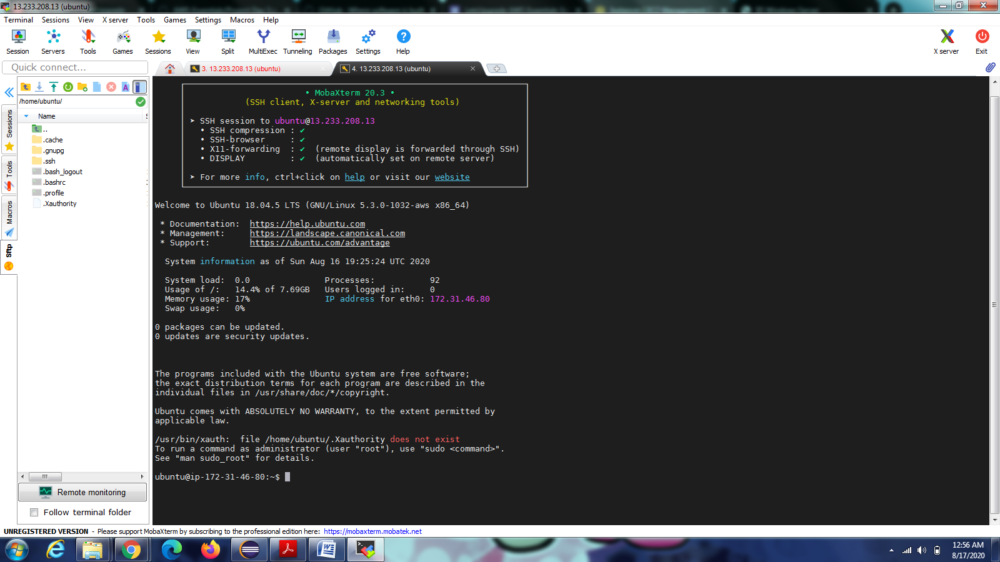 13.233.208.13 (ubuntu)
Terminal Sessions View X server Tools Games Settings Macros Help
Session Servers Tools Games Sessions View Split MultiExec Tunneling Packages Settings Help X server Exit
Quick connect...
3. 13.233.208.13 (ubuntu)
4. 13.233.208.13 (ubuntu)
/home/ubuntu/
Name
..
.cache
.gnupg
.ssh
.bash_logout
.bashrc
.profile
.Xauthority
Sessions
Tools
Macros
Sftp
Remote monitoring
Follow terminal folder
• MobaXterm 20.3 •
(SSH client, X-server and networking tools)
➤ SSH session to ubuntu@13.233.208.13
• SSH compression : ✔
• SSH-browser : ✔
• X11-forwarding : ✔ (remote display is forwarded through SSH)
• DISPLAY : ✔ (automatically set on remote server)
➤ For more info, ctrl+click on help or visit our website
Welcome to Ubuntu 18.04.5 LTS (GNU/Linux 5.3.0-1032-aws x86_64)
* Documentation: https://help.ubuntu.com
* Management: https://landscape.canonical.com
* Support: https://ubuntu.com/advantage
System information as of Sun Aug 16 19:25:24 UTC 2020
System load: 0.0 Processes: 92
Usage of /: 14.4% of 7.69GB Users logged in: 0
Memory usage: 17% IP address for eth0: 172.31.46.80
Swap usage: 0%
0 packages can be updated.
0 updates are security updates.
The programs included with the Ubuntu system are free software;
the exact distribution terms for each program are described in the
individual files in /usr/share/doc/*/copyright.
Ubuntu comes with ABSOLUTELY NO WARRANTY, to the extent permitted by
applicable law.
/usr/bin/xauth: file /home/ubuntu/.Xauthority does not exist
To run a command as administrator (user "root"), use "sudo <command>".
See "man sudo_root" for details.
ubuntu@ip-172-31-46-80:~$
UNREGISTERED VERSION - Please support MobaXterm by subscribing to the professional edition here: https://mobaxterm.mobatek.net
12:56 AM
8/17/2020